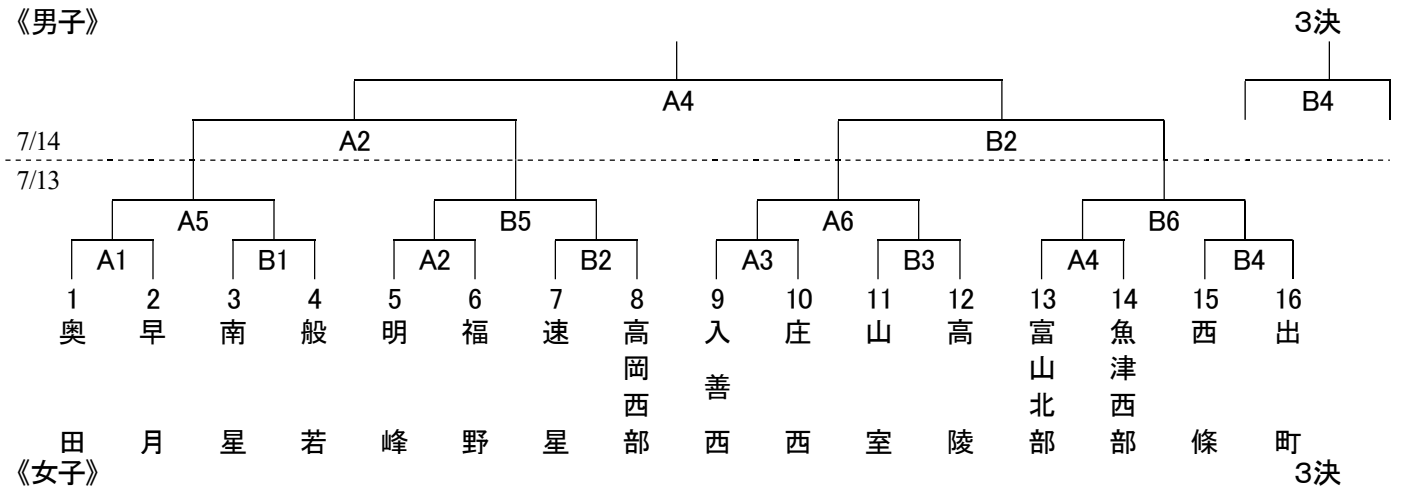 《男子》 3決
A4 B4
7/14 A2 B2
7/13
A5 B5 A6 B6
A1 B1 A2 B2 A3 B3 A4 B4
1 2 3 4 5 6 7 8 9 10 11 12 13 14 15 16
奥田 早月 南星 般若 明峰 福野 速星 高岡西部 入善西 庄西 山室 高陵 富山北部 魚津西部 西條 出町
《女子》 3決